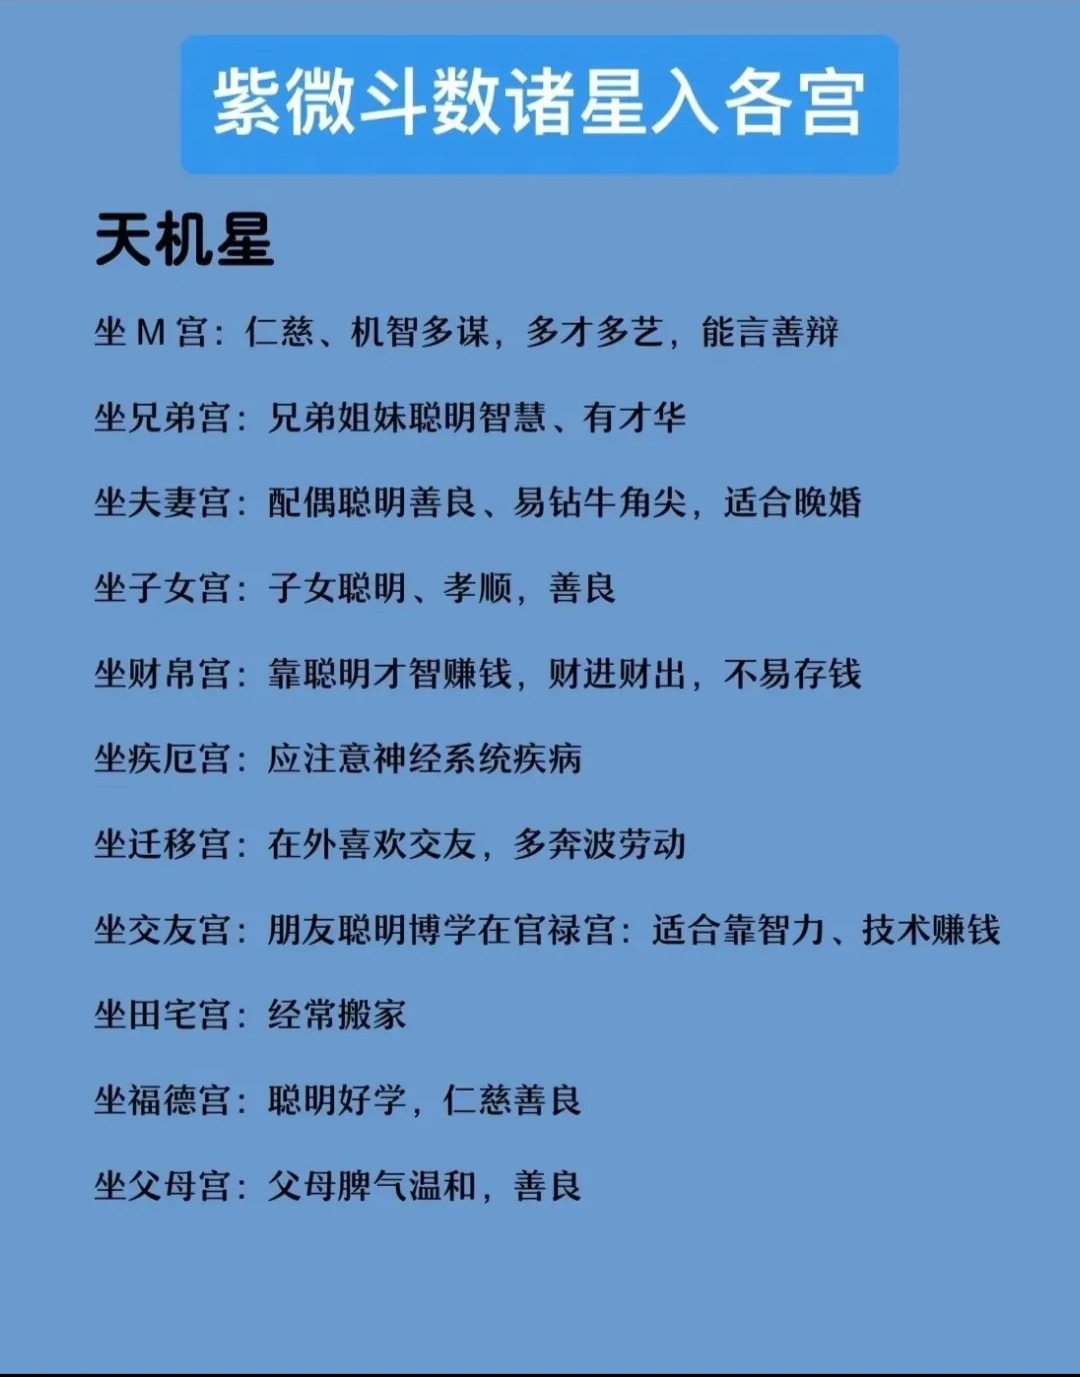 紫微斗数诸星入各宫
天机星
坐 M 宫：仁慈、机智多谋，多才多艺，能言善辩
坐兄弟宫：兄弟姐妹聪明智慧、有才华
坐夫妻宫：配偶聪明善良、易钻牛角尖，适合晚婚
坐子女宫：子女聪明、孝顺，善良
坐财帛宫：靠聪明才智赚钱，财进财出，不易存钱
坐疾厄宫：应注意神经系统疾病
坐迁移宫：在外喜欢交友，多奔波劳动
坐交友宫：朋友聪明博学在官禄宫：适合靠智力、技术赚钱
坐田宅宫：经常搬家
坐福德宫：聪明好学，仁慈善良
坐父母宫：父母脾气温和，善良